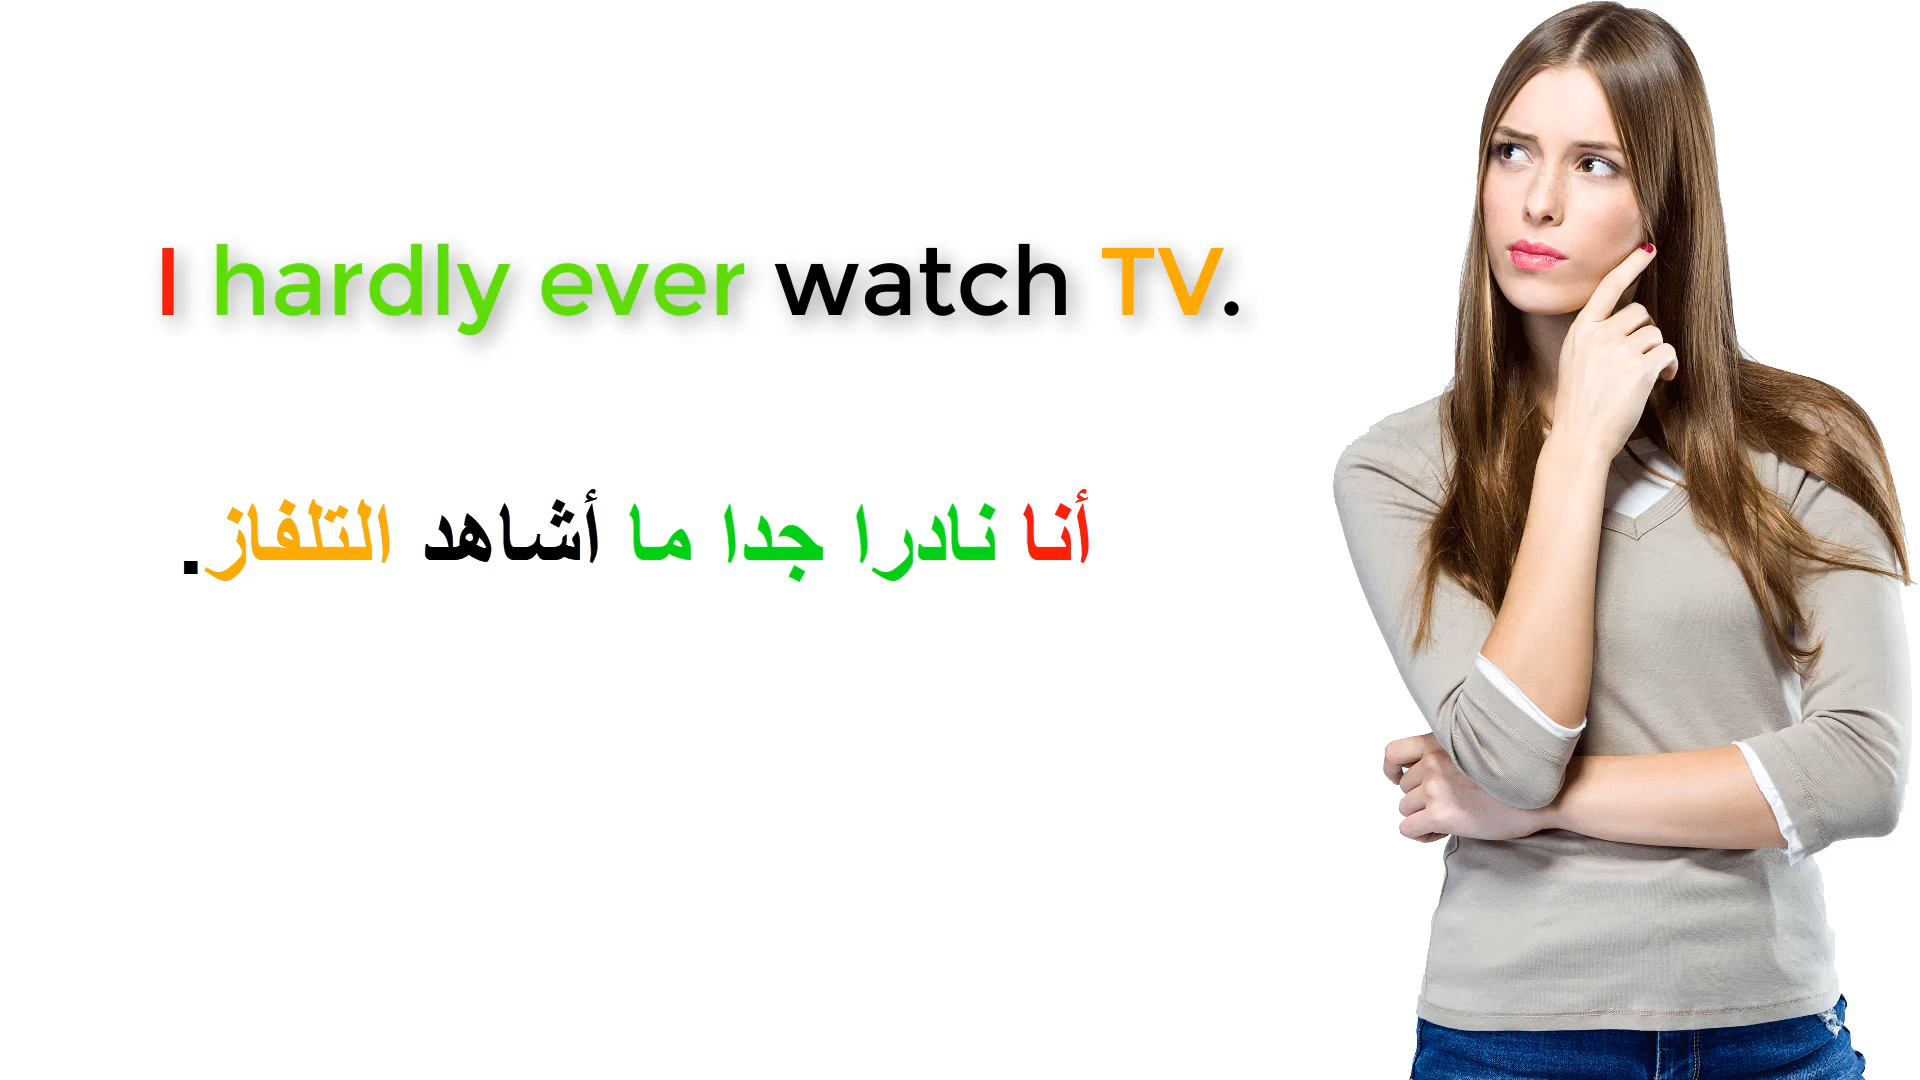 I hardly ever watch TV.
أنا نادرا جدا ما أشاهد التلفاز.